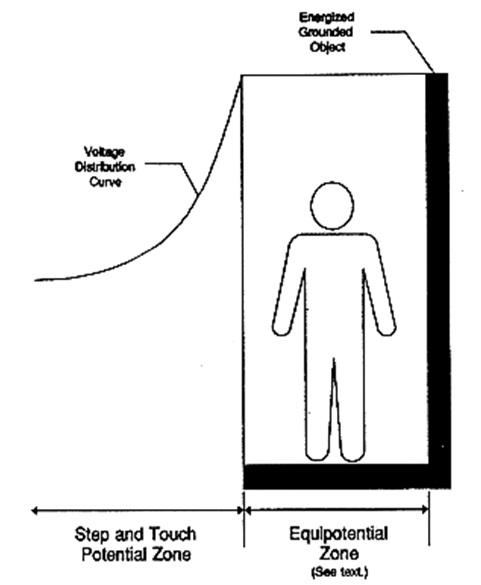 Energized
Grounded
Object
Voltage
Distribution
Curve
Step and Touch
Potential Zone
Equipotential
Zone
(See text.)